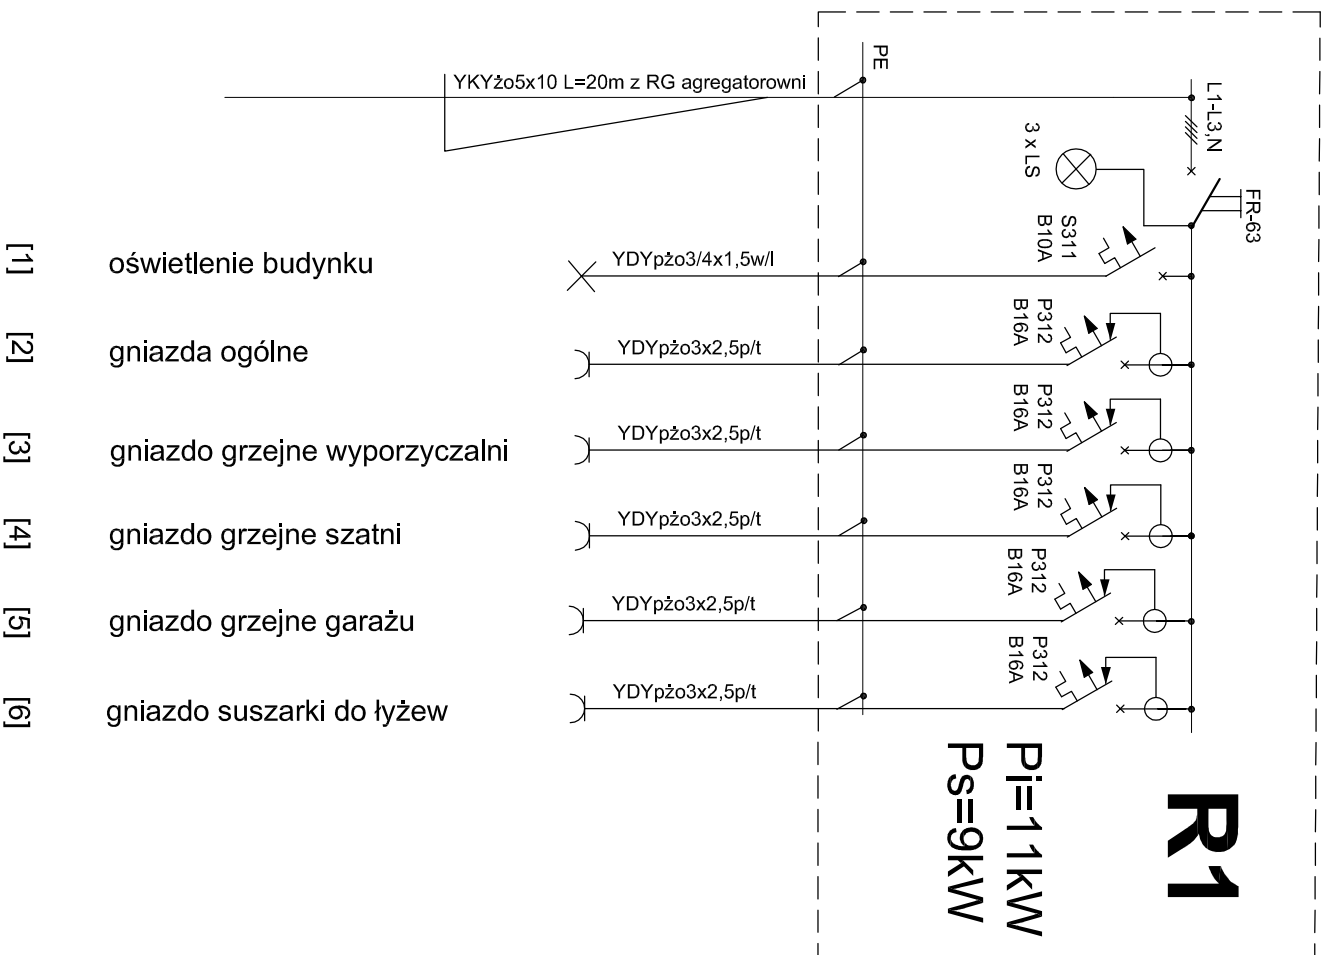 PE
YKYżo5x10 L=20m z RG agregatorowni
L1-L3,N
3 x LS
FR-63
[1]
oświetlenie budynku
YDYpżo3/4x1,5w/l
S311
B10A
[2]
gniazda ogólne
YDYpżo3x2,5p/t
P312
B16A
[3]
gniazdo grzejne wyporzyczalni
YDYpżo3x2,5p/t
P312
B16A
[4]
gniazdo grzejne szatni
YDYpżo3x2,5p/t
P312
B16A
[5]
gniazdo grzejne garażu
YDYpżo3x2,5p/t
P312
B16A
[6]
gniazdo suszarki do łyżew
YDYpżo3x2,5p/t
P312
B16A
R1
Pi=11kW
Ps=9kW